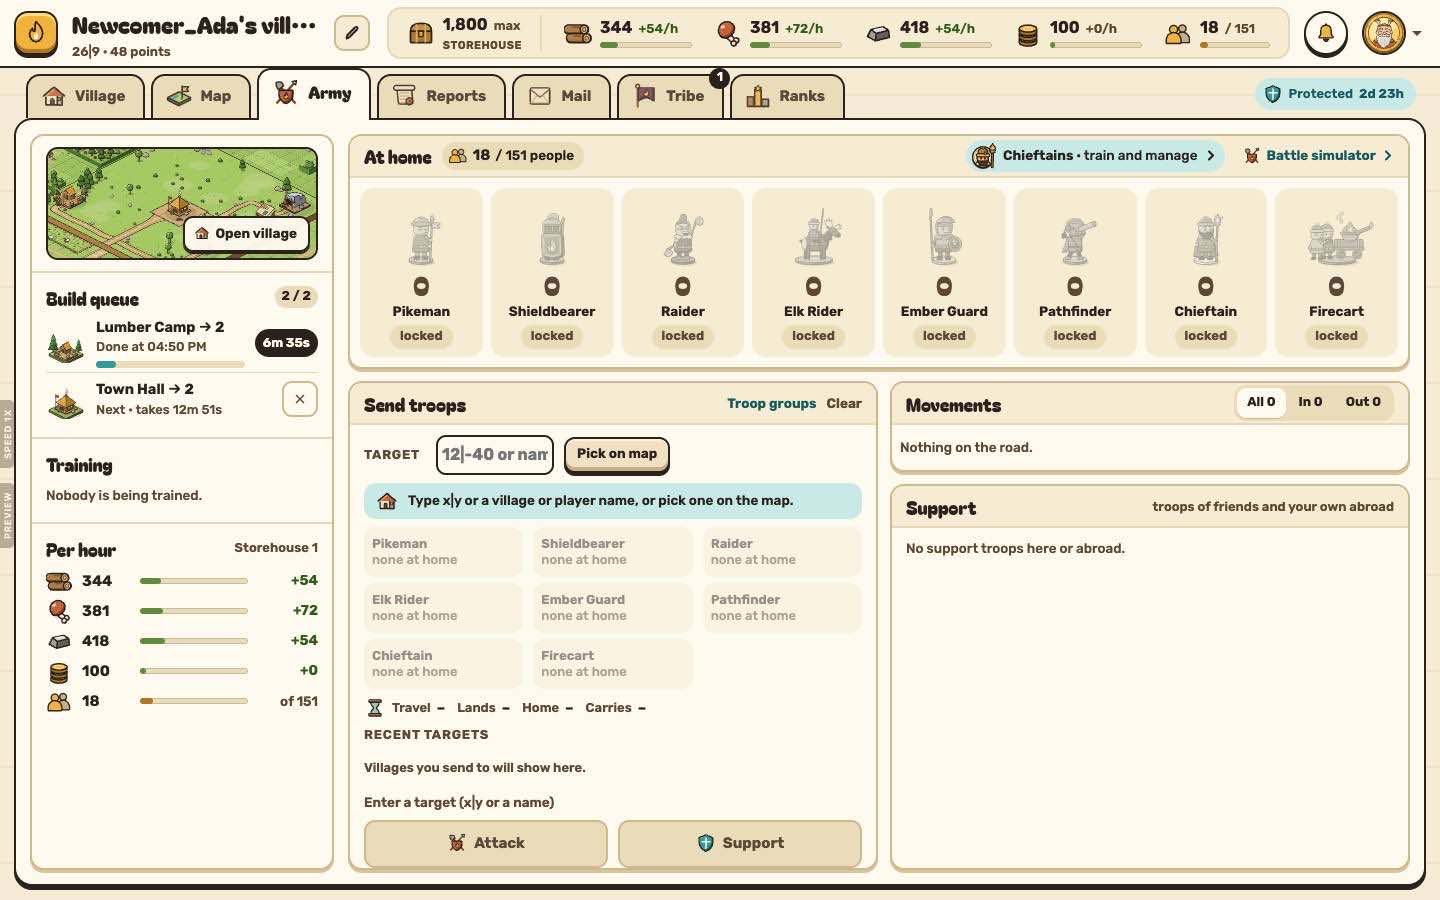 Newcomer_Ada's vill···
26|9 · 48 points
1,800 max
STOREHOUSE
344 +54/h
381 +72/h
418 +54/h
100 +0/h
18 / 151
Village
Map
Army
Reports
Mail
Tribe
1
Ranks
Protected 2d 23h
SPEED 1X
PREVIEW
Open village
Build queue
2 / 2
Lumber Camp → 2
Done at 04:50 PM
6m 35s
Town Hall → 2
Next · takes 12m 51s
×
Training
Nobody is being trained.
Per hour
Storehouse 1
344 +54
381 +72
418 +54
100 +0
18 of 151
At home
18 / 151 people
Chieftains · train and manage
Battle simulator
0 0 0 0 0 0 0 0
Pikeman Shieldbearer Raider Elk Rider Ember Guard Pathfinder Chieftain Firecart
locked locked locked locked locked locked locked locked
Send troops
Troop groups Clear
TARGET
12|-40 or nam
Pick on map
Type x|y or a village or player name, or pick one on the map.
Pikeman Shieldbearer Raider
none at home none at home none at home
Elk Rider Ember Guard Pathfinder
none at home none at home none at home
Chieftain Firecart
none at home none at home
Travel – Lands – Home – Carries –
RECENT TARGETS
Villages you send to will show here.
Enter a target (x|y or a name)
Attack
Support
Movements
All 0 In 0 Out 0
Nothing on the road.
Support
troops of friends and your own abroad
No support troops here or abroad.